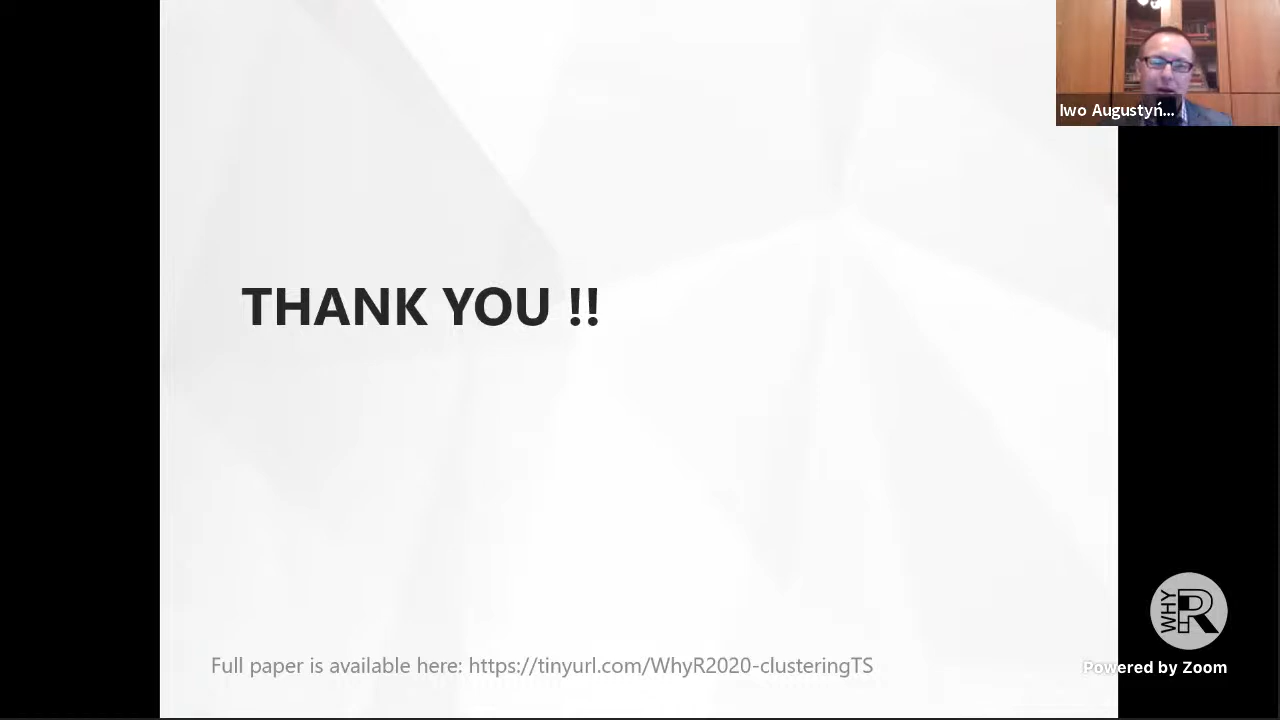 Iwo Augustyń...
THANK YOU !!
WHY R
Full paper is available here: https://tinyurl.com/WhyR2020-clusteringTS
Powered by Zoom